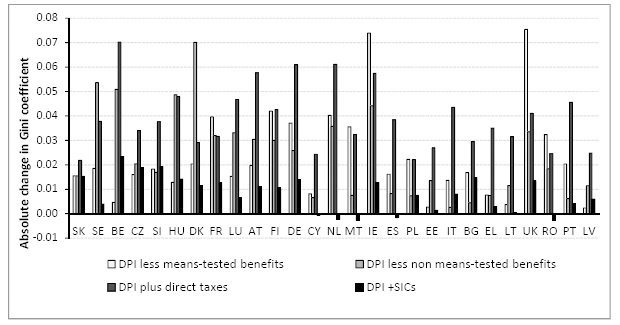 0.08
0.07
0.06
0.05
0.04
0.03
0.02
0.01
0.00
-0.01
Absolute change in Gini coefficient
SK SE BE CZ SI HU DK FR LU AT FI DE CY NL MT IE ES PL EE IT BG EL LT UK RO PT LV
DPI less means-tested benefits DPI less non means-tested benefits
DPI plus direct taxes DPI +SICs